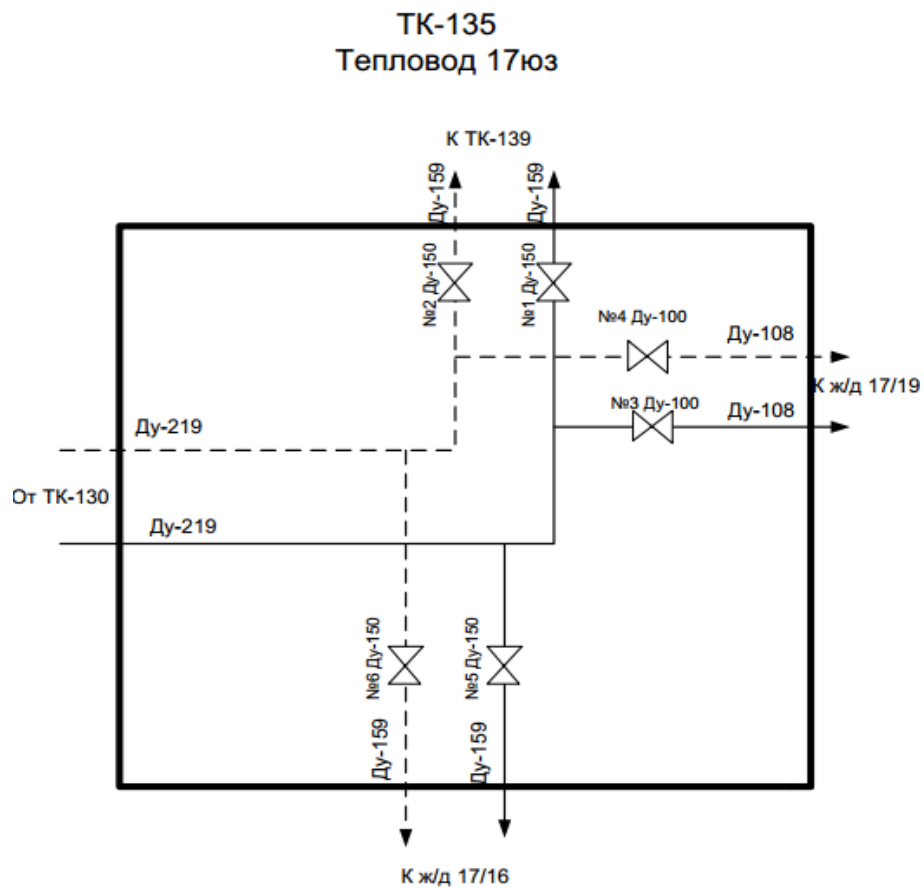 ТК-135
Тепловод 17юз
К ТК-139
Ду-159
Ду-159
№2 Ду-150
№1 Ду-150
№4 Ду-100
Ду-108
К ж/д 17/19
№3 Ду-100
Ду-108
Ду-219
От ТК-130
Ду-219
№6 Ду-150
№5 Ду-150
Ду-159
Ду-159
К ж/д 17/16